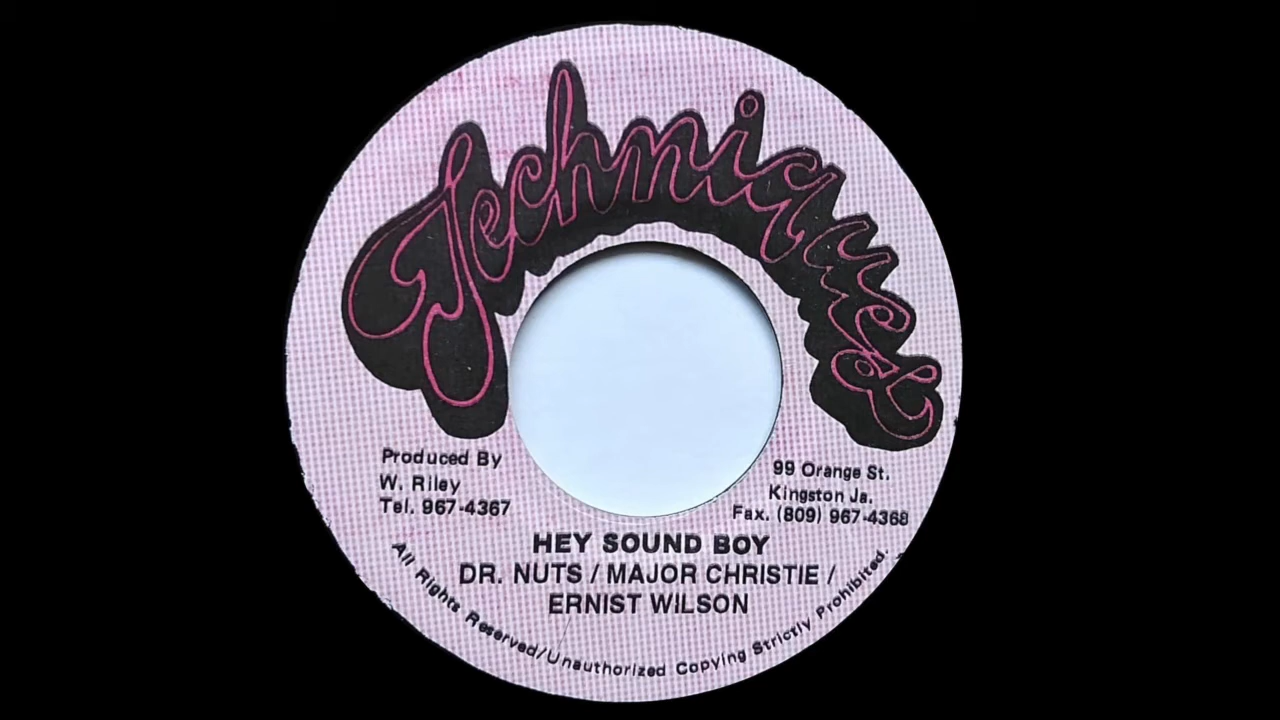 Techniques
Produced By
W. Riley
Tel. 967-4367
99 Orange St.
Kingston Ja.
Fax. (809) 967-4368
HEY SOUND BOY
DR. NUTS / MAJOR CHRISTIE /
ERNIST WILSON
All Rights Reserved/Unauthorized Copying Strictly Prohibited.